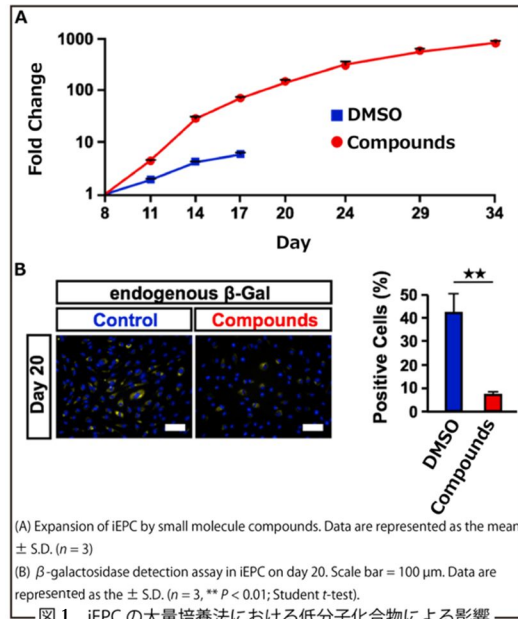 A
1000
100
10
1
Fold Change
DMSO
Compounds
8 11 14 17 20 24 29 34
Day
B
endogenous β-Gal
Control Compounds
Day 20
★★
Positive Cells (%)
50
40
30
20
10
0
DMSO
Compounds
(A) Expansion of iEPC by small molecule compounds. Data are represented as the mean
± S.D. (n = 3)
(B) β-galactosidase detection assay in iEPC on day 20. Scale bar = 100 μm. Data are
represented as the ± S.D. (n = 3, ** P < 0.01; Student t-test).
図1 iEPC の大量培養法における低分子化合物による影響